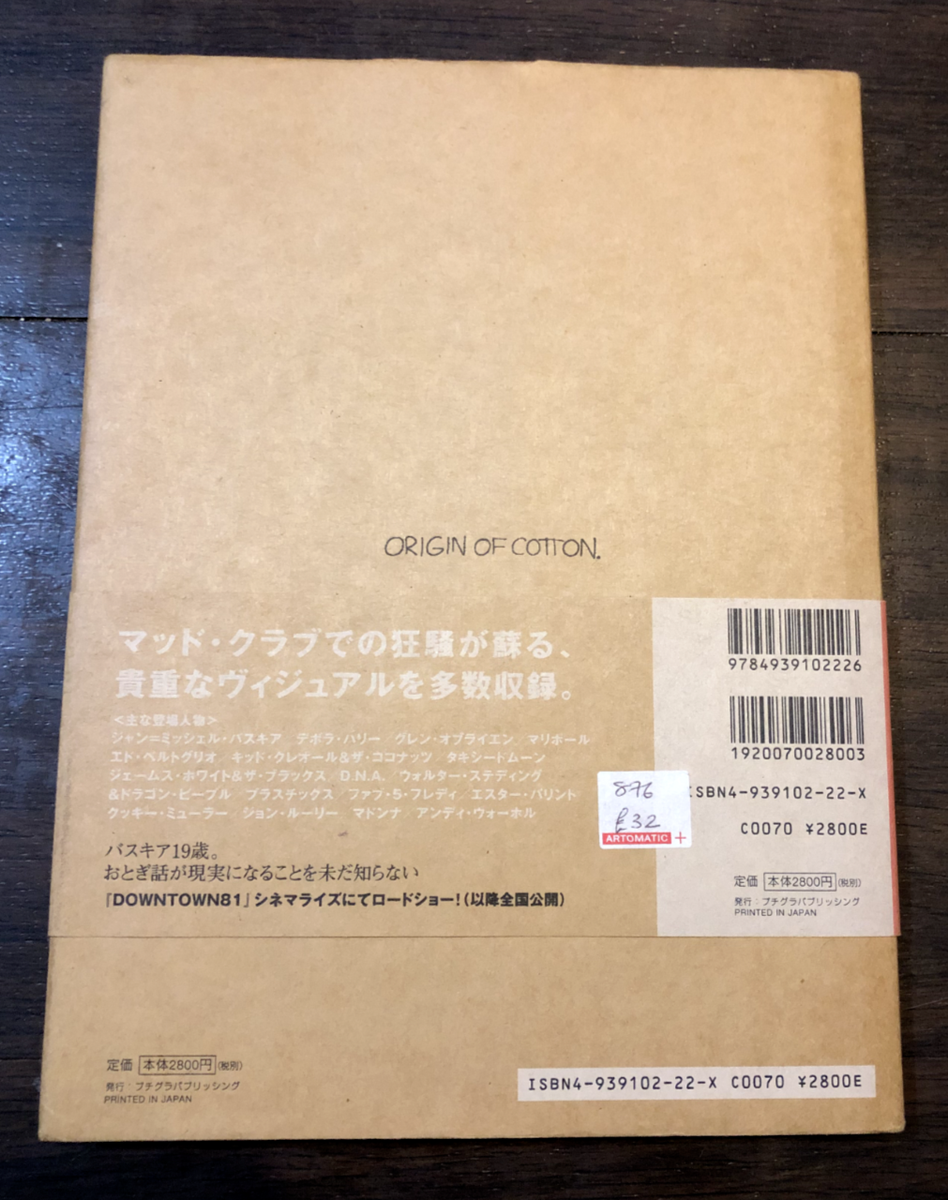 ORIGIN OF COTTON.
マッド・クラブでの狂騒が蘇る、
貴重なヴィジュアルを多数収録。
<主な登場人物>
ジャン=ミッシェル・バスキア／デボラ・ハリー／グレン・オブライエン／マリポール
エド・ベルトグリオ／キッド・クレオール&ザ・ココナッツ／タキシードムーン
ジェームス・ホワイト&ザ・ブラックス／D.N.A.／ウォルター・ステディング
&ドラゴン・ピープル／プラスチックス／ファブ・5・フレディ／エスター・バリント
クッキー・ミューラー／ジョン・ルーリー／マドンナ／アンディ・ウォーホル
バスキア19歳。
おとぎ話が現実になることを未だ知らない
『DOWNTOWN81』シネマライズにてロードショー!(以降全国公開)
876
£32
ARTOMATIC
9784939102226
1920070028003
ISBN4-939102-22-X
C0070 ¥2800E
定価 本体2800円(税別)
発行：プチグラパブリッシング
PRINTED IN JAPAN
定価 本体2800円(税別)
発行：プチグラパブリッシング
PRINTED IN JAPAN
ISBN4-939102-22-X C0070 ¥2800E